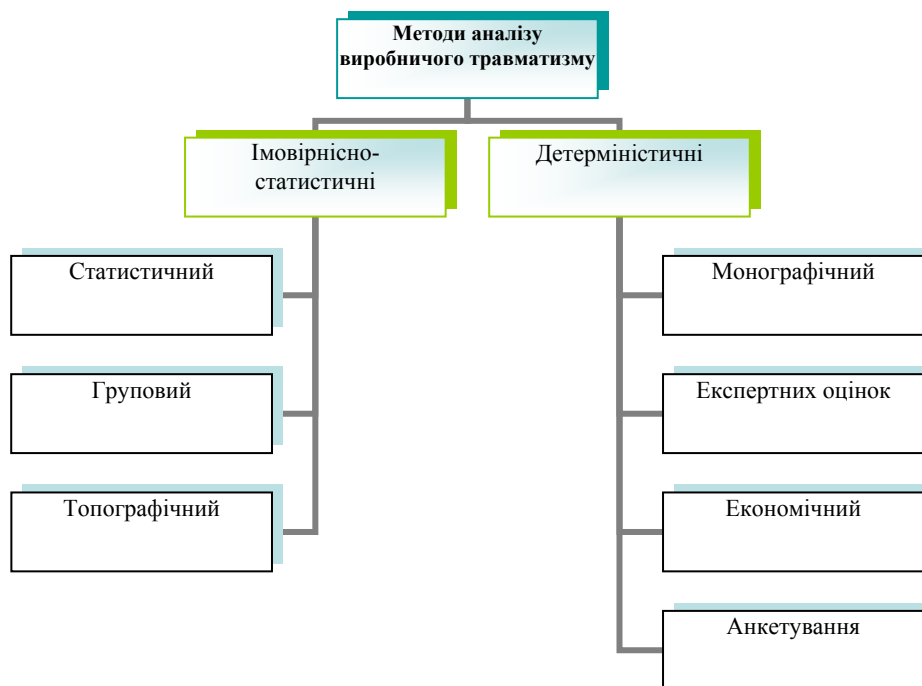 Методи аналізу
виробничого травматизму
Імовірнісно-
статистичні
Детерміністичні
Статистичний
Монографічний
Груповий
Експертних оцінок
Топографічний
Економічний
Анкетування